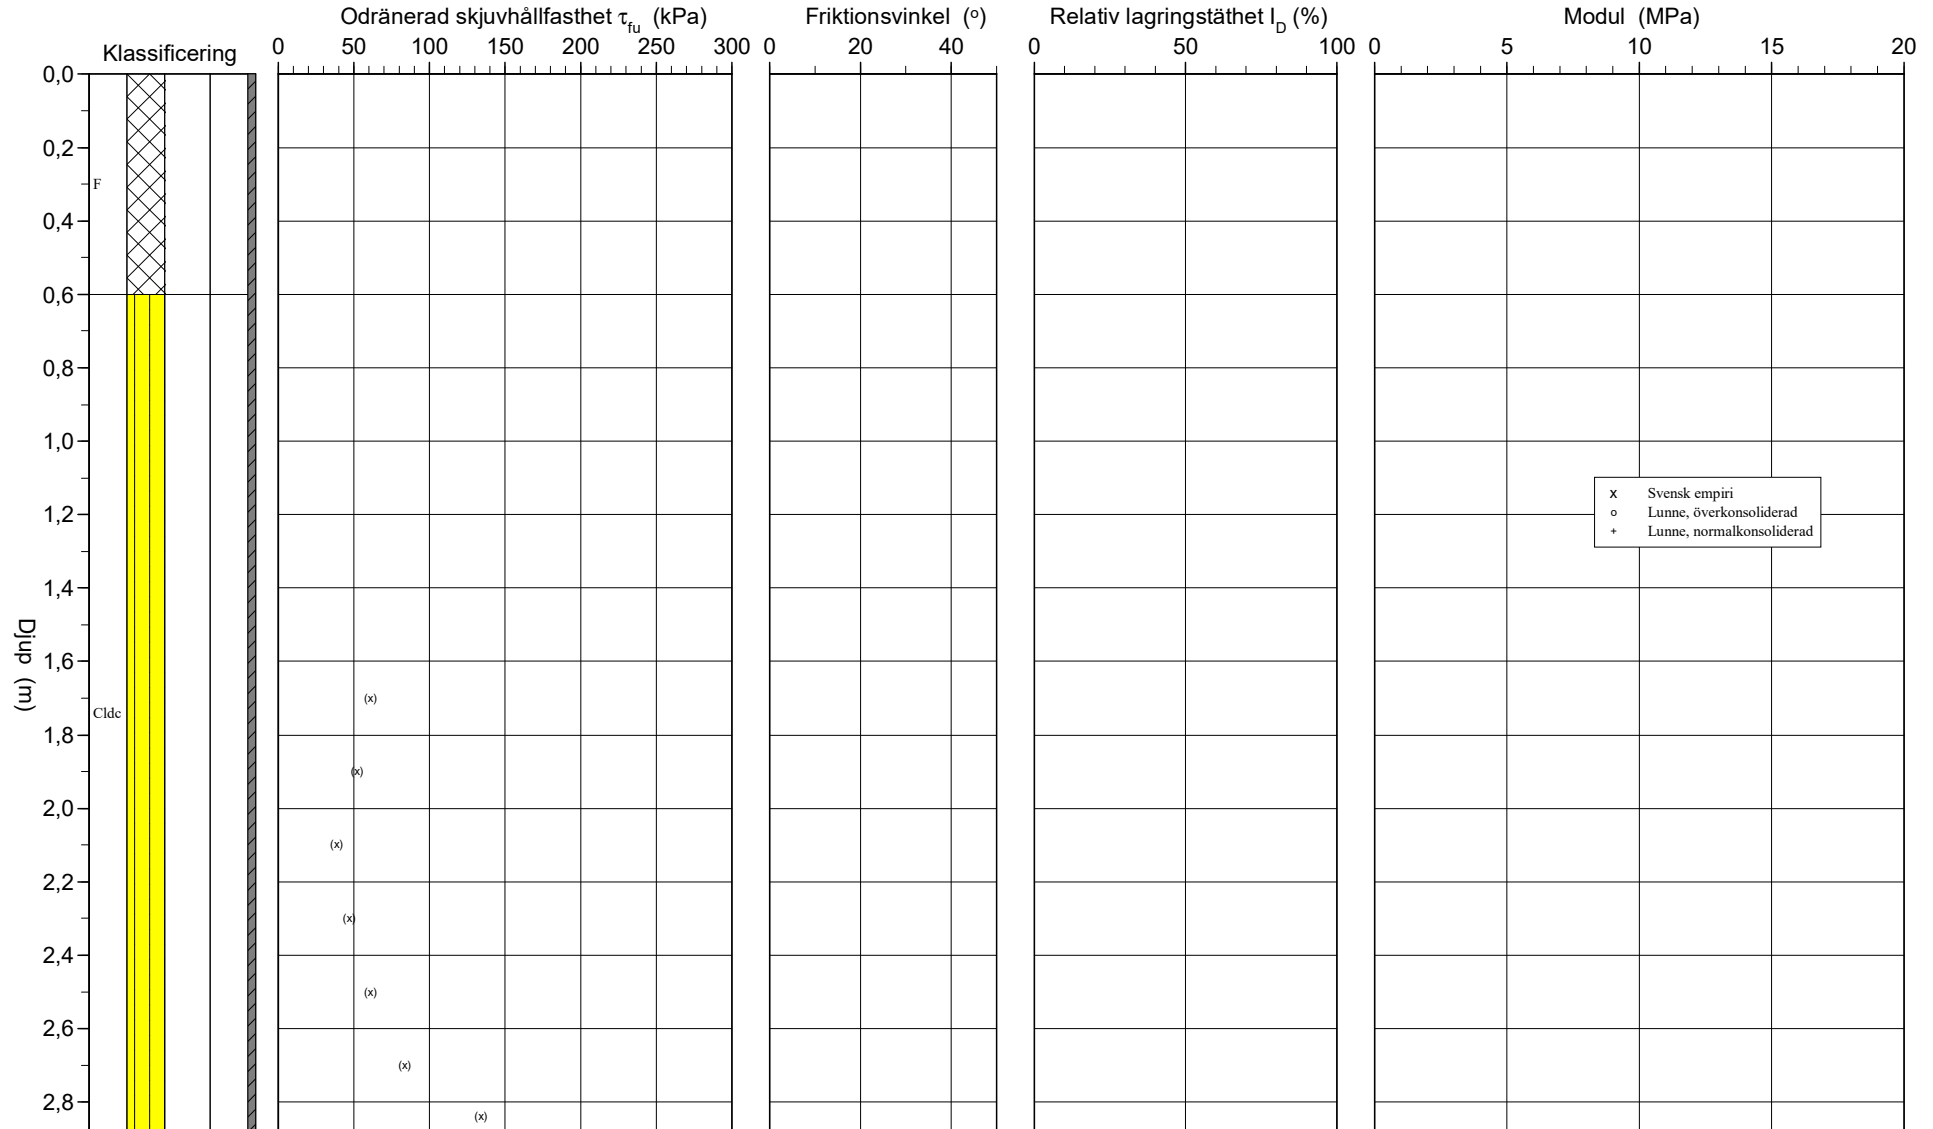 Odränerad skjuvhållfasthet τfu (kPa)
Friktionsvinkel (o)
Relativ lagringstäthet ID (%)
Modul (MPa)
Klassificering
0 50 100 150 200 250 300
0 20 40
0 50 100
0 5 10 15 20
0,0
0,2
F
0,4
0,6
0,8
1,0
x Svensk empiri
o Lunne, överkonsoliderad
+ Lunne, normalkonsoliderad
1,2
1,4
1,6
Djup (m)
(x)
Cldc
1,8
(x)
2,0
(x)
2,2
(x)
2,4
(x)
2,6
(x)
2,8
(x)